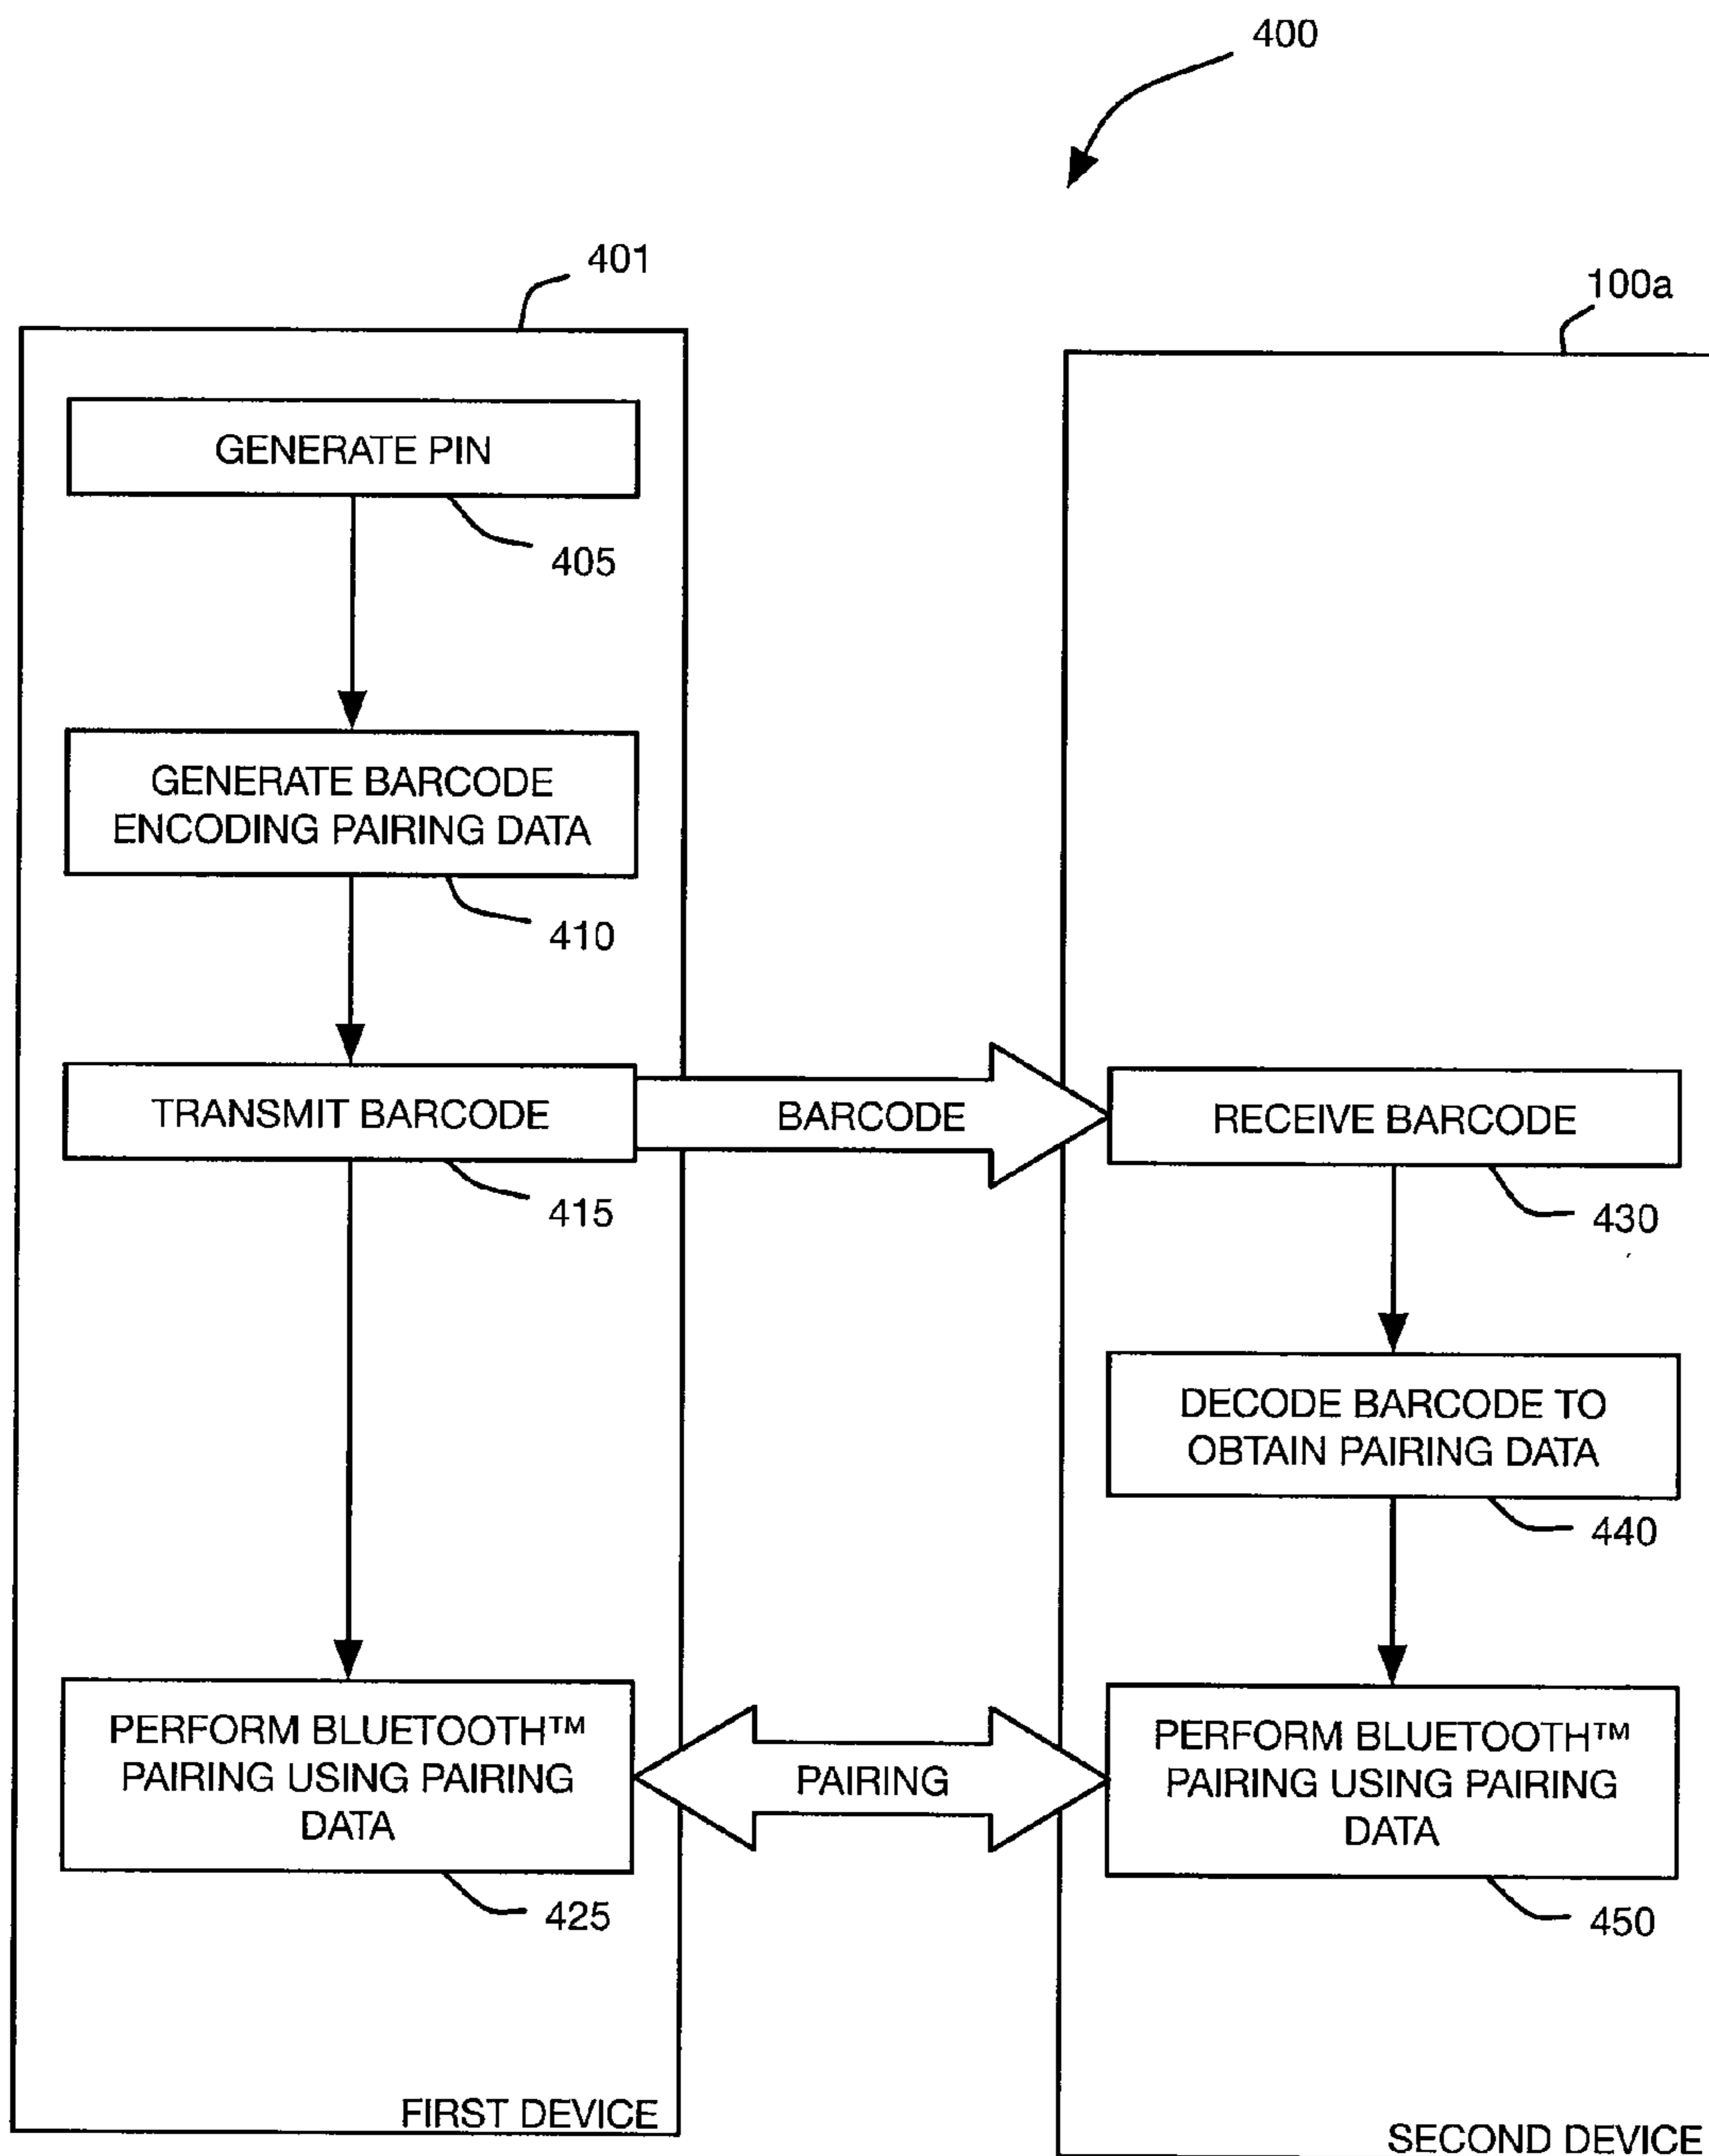 400
401
100a
GENERATE PIN
405
GENERATE BARCODE
ENCODING PAIRING DATA
410
TRANSMIT BARCODE
BARCODE
RECEIVE BARCODE
415
430
DECODE BARCODE TO
OBTAIN PAIRING DATA
440
PERFORM BLUETOOTH™
PAIRING USING PAIRING
DATA
PAIRING
PERFORM BLUETOOTH™
PAIRING USING PAIRING
DATA
425
450
FIRST DEVICE
SECOND DEVICE